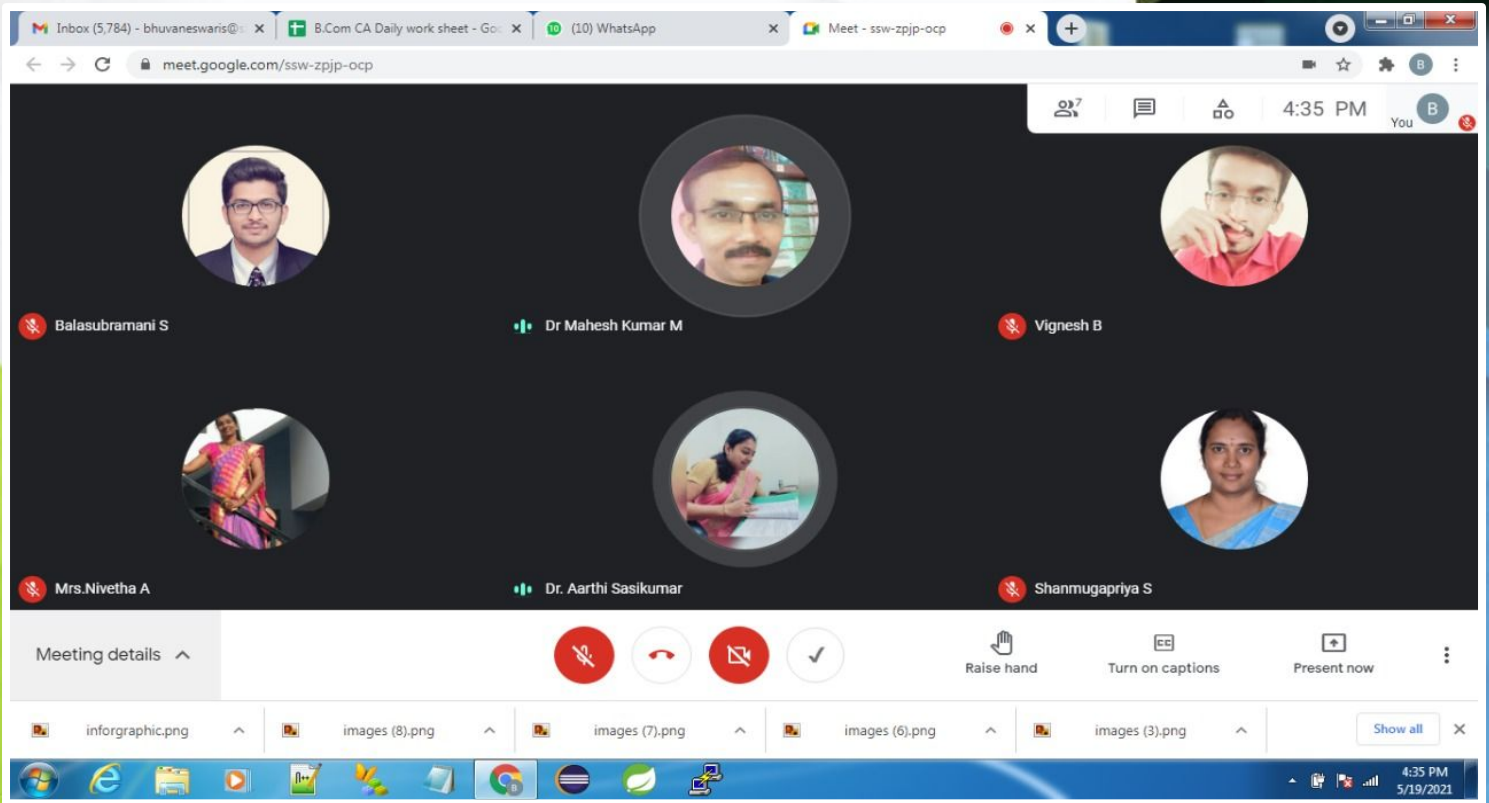 Inbox (5,784) - bhuvaneswaris@s
B.Com CA Daily work sheet - Goo
10
(10) WhatsApp
Meet - ssw-zpjp-ocp
meet.google.com/ssw-zpjp-ocp
B
7
4:35 PM
You
B
Balasubramani S
Dr Mahesh Kumar M
Vignesh B
Mrs.Nivetha A
Dr. Aarthi Sasikumar
Shanmugapriya S
Meeting details
Raise hand
CC
Turn on captions
Present now
inforgraphic.png
images (8).png
images (7).png
images (6).png
images (3).png
Show all
4:35 PM
5/19/2021